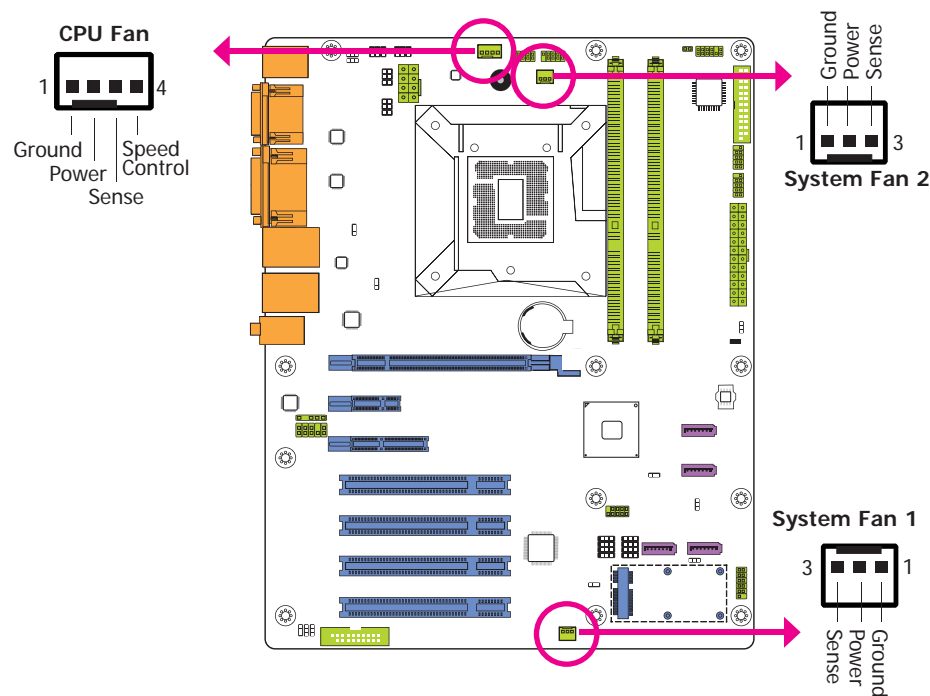 CPU Fan
1 4
Ground
Power
Sense
Speed
Control
Ground
Power
Sense
1 3
System Fan 2
System Fan 1
3 1
Sense
Power
Ground